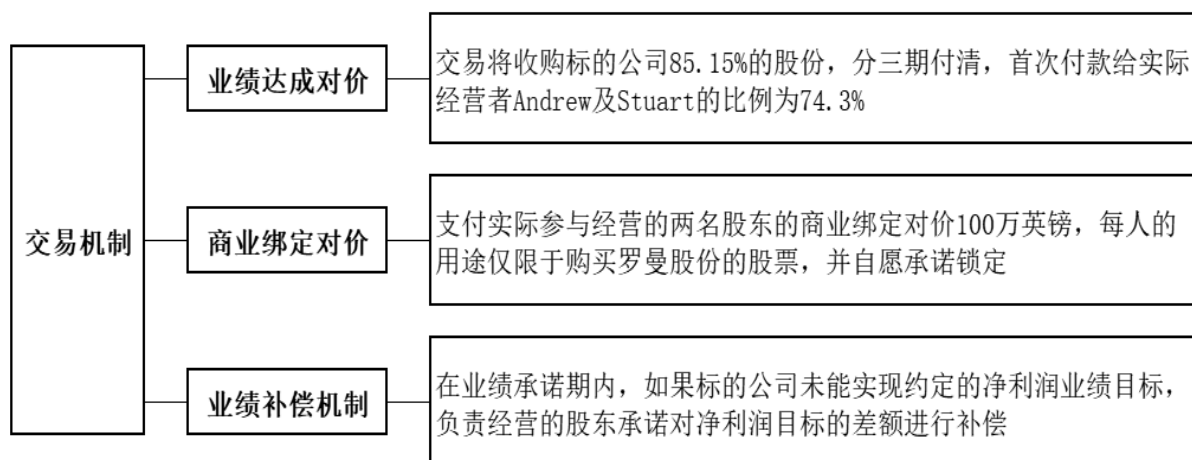 交易机制
业绩达成对价
交易将收购标的公司85.15%的股份，分三期付清，首次付款给实际
经营者Andrew及Stuart的比例为74.3%
商业绑定对价
支付实际参与经营的两名股东的商业绑定对价100万英镑，每人的
用途仅限于购买罗曼股份的股票，并自愿承诺锁定
业绩补偿机制
在业绩承诺期内，如果标的公司未能实现约定的净利润业绩目标，
负责经营的股东承诺对净利润目标的差额进行补偿